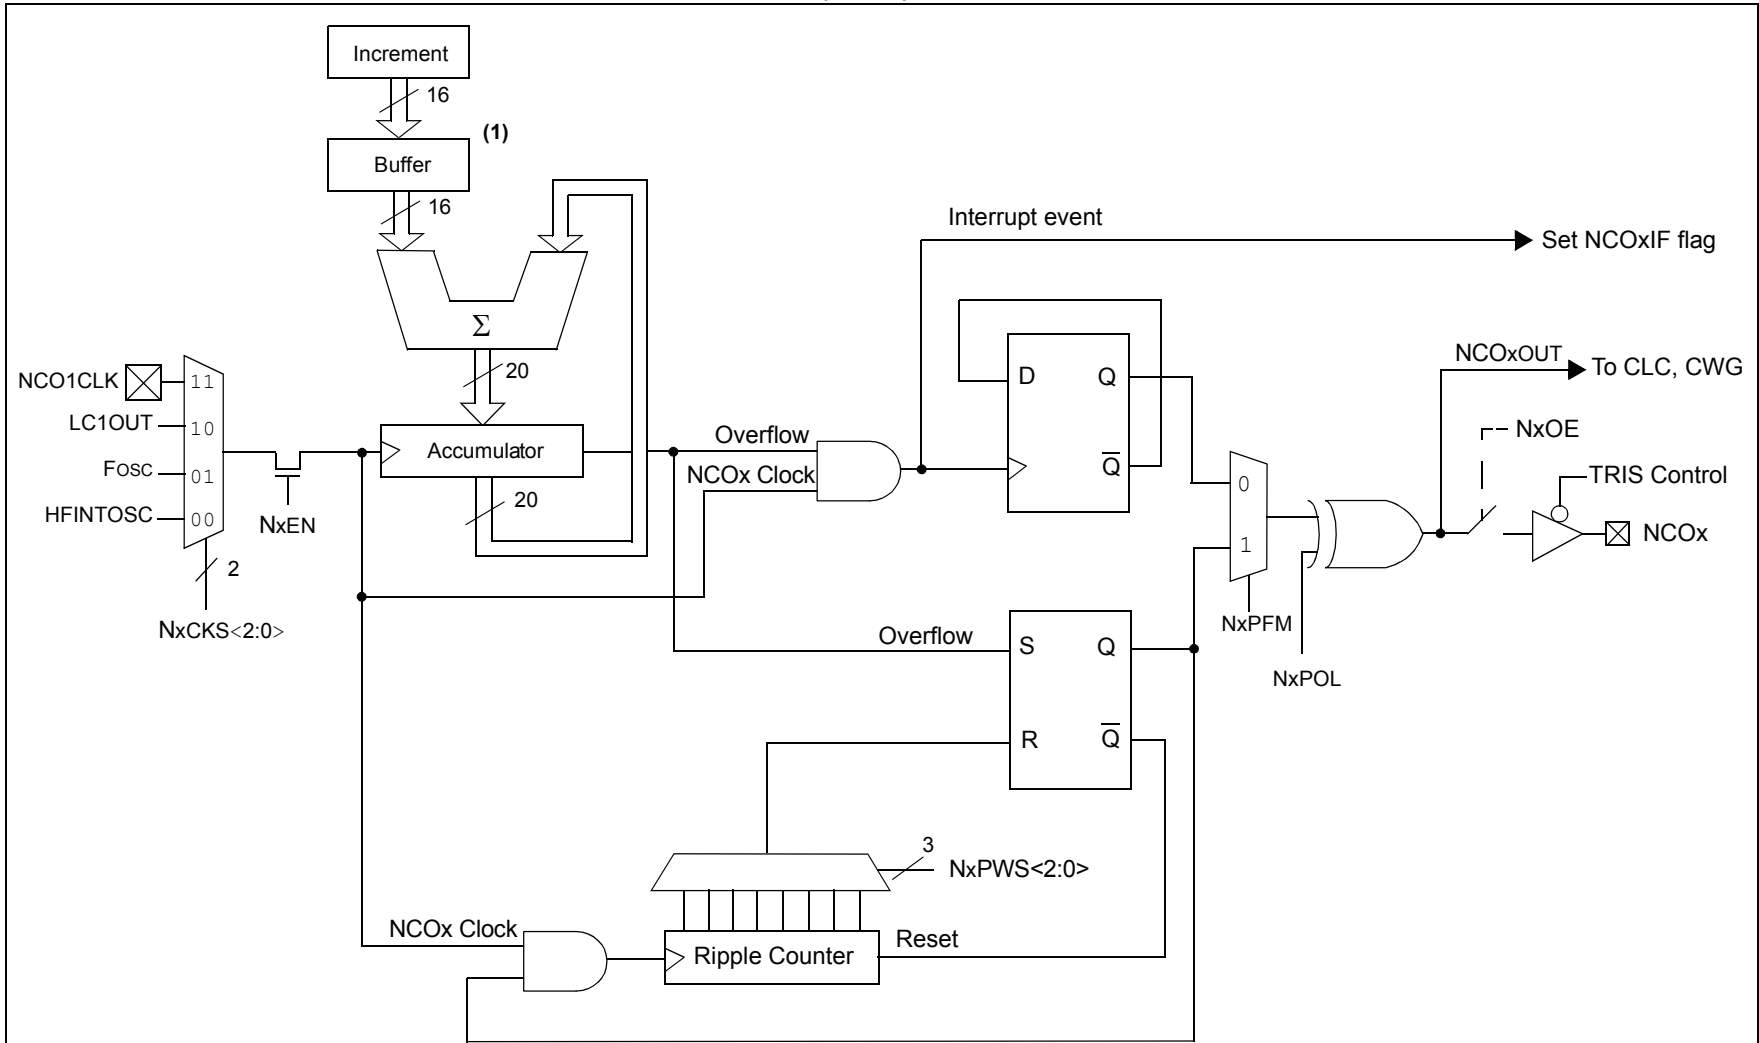 Increment
16
(1)
Buffer
16
Interrupt event
Set NCOxIF flag
Σ
NCOxOUT
To CLC, CWG
20
D
Q
NCO1CLK
11
LC1OUT
10
Overflow
NxOE
Accumulator
Q
FOSC
01
NCOx Clock
TRIS Control
0
20
HFINTOSC
00
NxEN
1
NCOx
2
NxCKS<2:0>
NxPFM
Overflow
S
Q
NxPOL
R
Q
3
NxPWS<2:0>
NCOx Clock
Reset
Ripple Counter